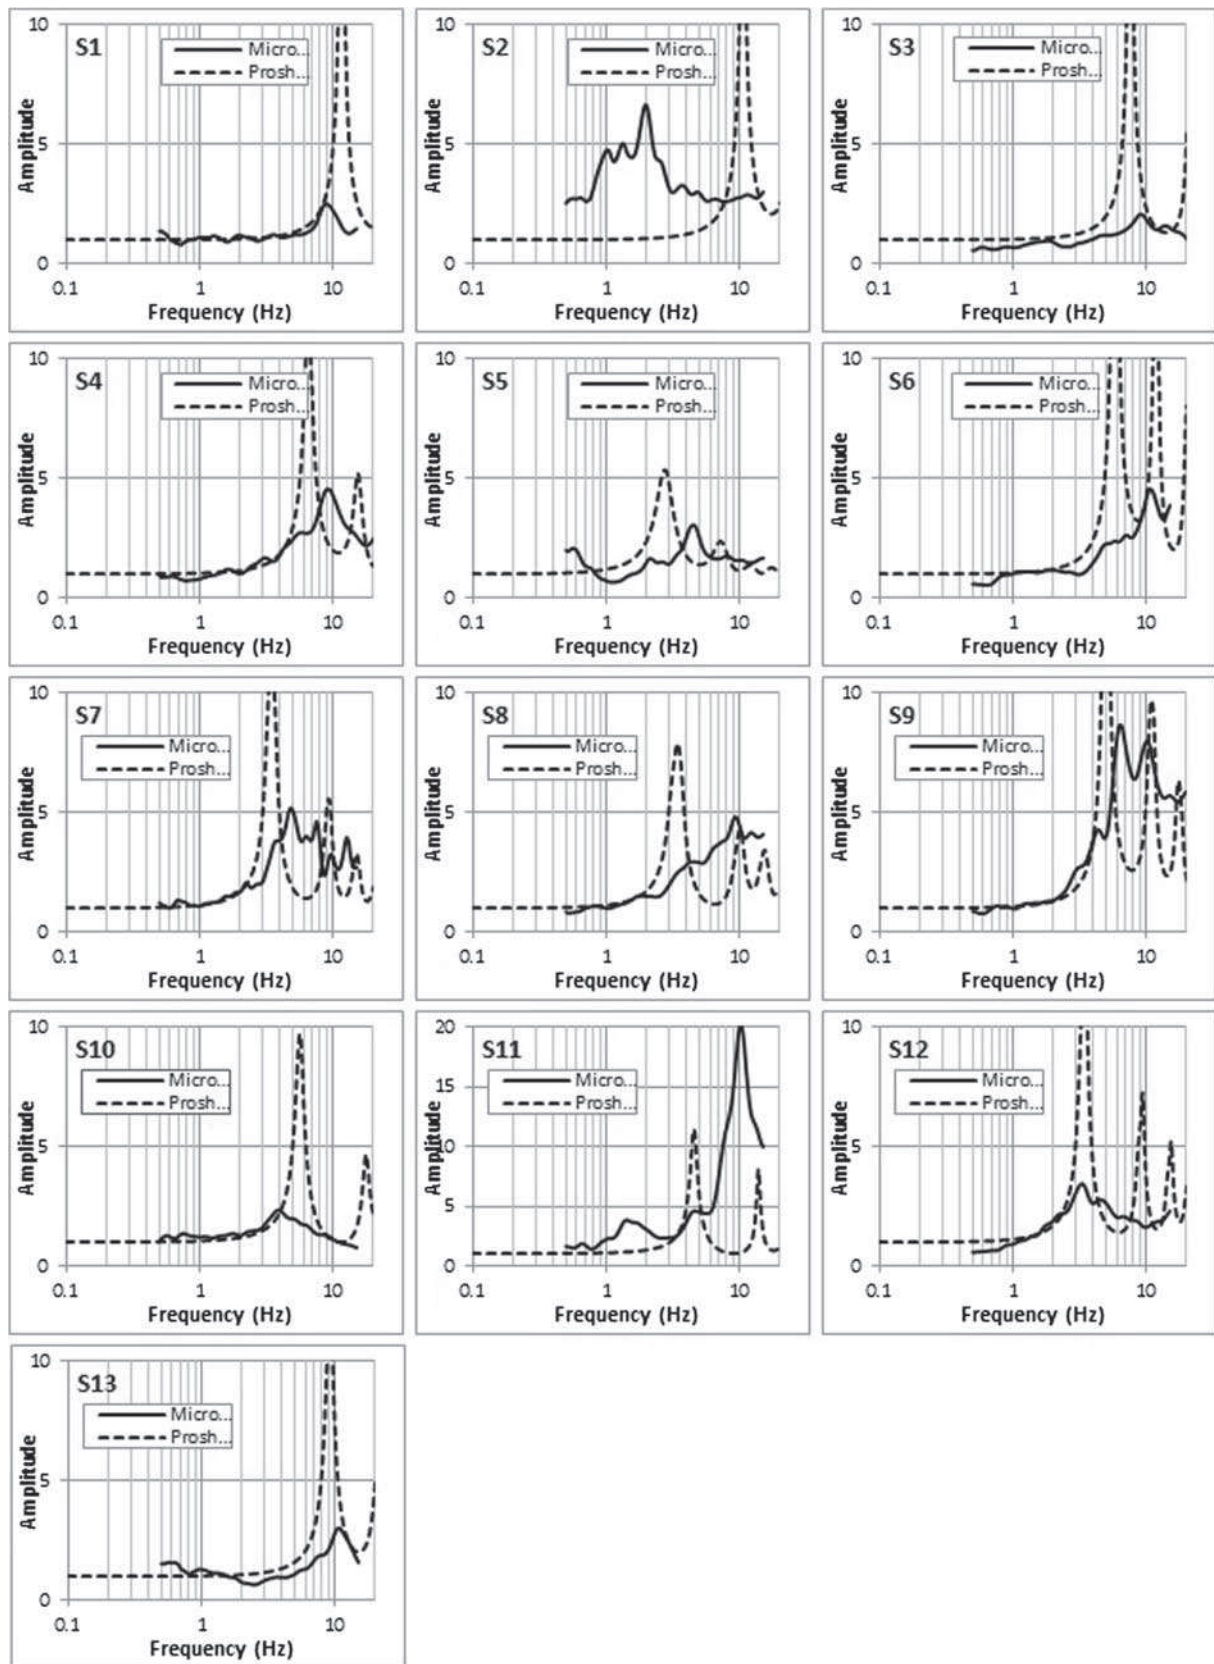 S1
Micro...
Prosh...
Amplitude
10
5
0
0.1 1 10
Frequency (Hz)
S2
Micro...
Prosh...
Amplitude
10
5
0
0.1 1 10
Frequency (Hz)
S3
Micro...
Prosh...
Amplitude
10
5
0
0.1 1 10
Frequency (Hz)
S4
Micro...
Prosh...
Amplitude
10
5
0
0.1 1 10
Frequency (Hz)
S5
Micro...
Prosh...
Amplitude
10
5
0
0.1 1 10
Frequency (Hz)
S6
Micro...
Prosh...
Amplitude
10
5
0
0.1 1 10
Frequency (Hz)
S7
Micro...
Prosh...
Amplitude
10
5
0
0.1 1 10
Frequency (Hz)
S8
Micro...
Prosh...
Amplitude
10
5
0
0.1 1 10
Frequency (Hz)
S9
Micro...
Prosh...
Amplitude
10
5
0
0.1 1 10
Frequency (Hz)
S10
Micro...
Prosh...
Amplitude
10
5
0
0.1 1 10
Frequency (Hz)
S11
Micro...
Prosh...
Amplitude
20
15
10
5
0
0.1 1 10
Frequency (Hz)
S12
Micro...
Prosh...
Amplitude
10
5
0
0.1 1 10
Frequency (Hz)
S13
Micro...
Prosh...
Amplitude
10
5
0
0.1 1 10
Frequency (Hz)